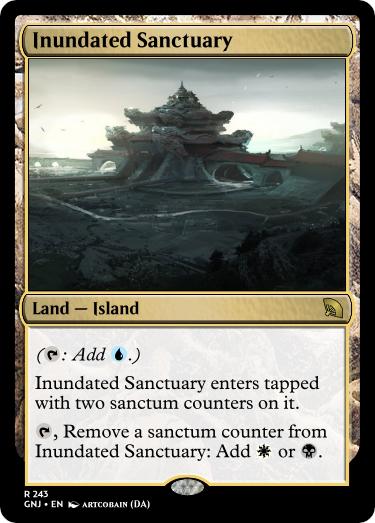 Inundated Sanctuary
Land — Island
(: Add .)
Inundated Sanctuary enters tapped
with two sanctum counters on it.
, Remove a sanctum counter from
Inundated Sanctuary: Add or .
R 243
GNJ • EN ARTCOBAIN (DA)